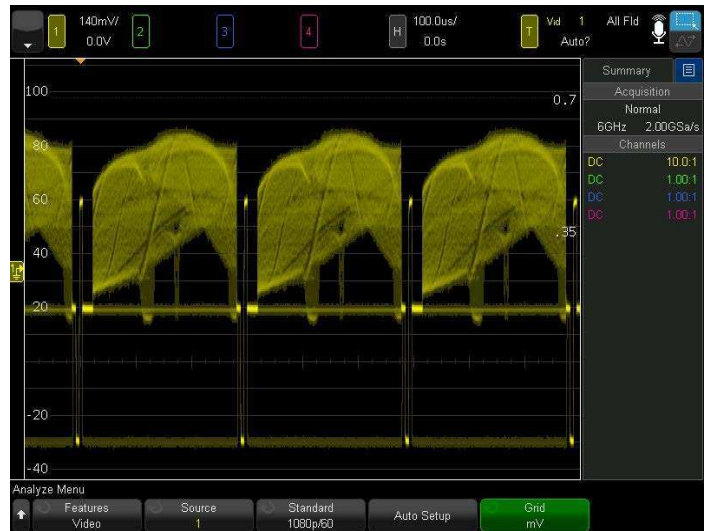 1 140mV/ 0.0V 2 3 4 H 100.0us/ 0.0s T Vid 1 All Fld Auto?
Summary
Acquisition
Normal
6GHz 2.00GSa/s
Channels
DC 10.0:1
DC 1.00:1
DC 1.00:1
DC 1.00:1
100
0.7
80
60
.35
40
20
-20
-40
Analyze Menu
Features Video
Source 1
Standard 1080p/60
Auto Setup
Grid mV